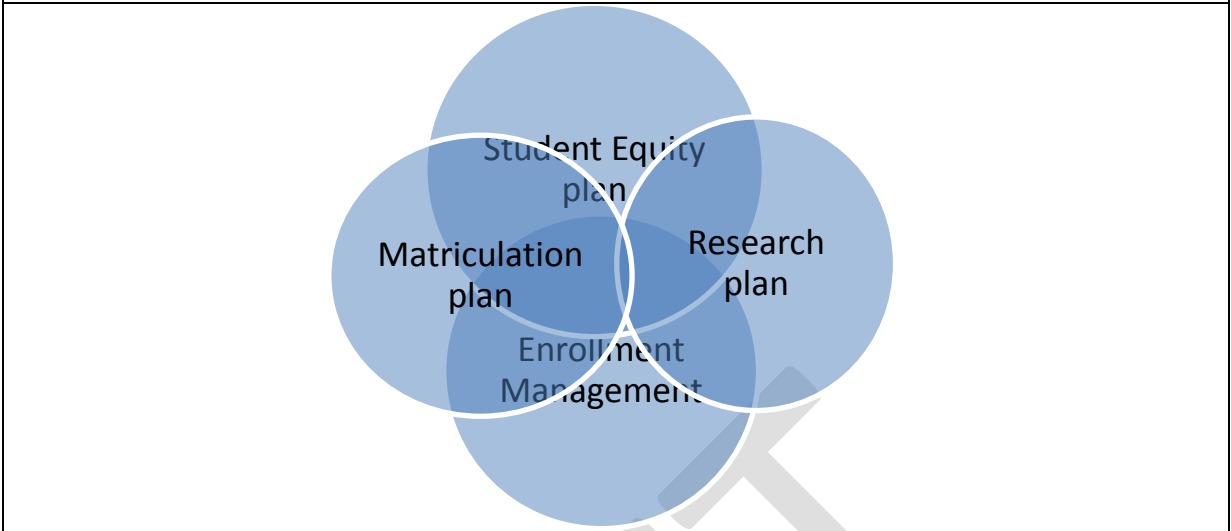 Student Equity
plan
Matriculation
plan
Research
plan
Enrollment
Management